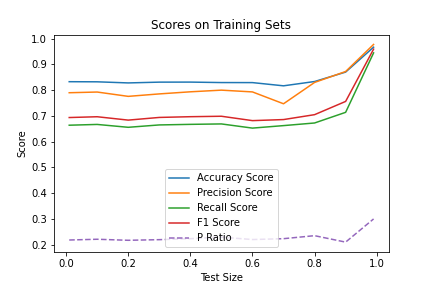 Scores on Training Sets
1.0
0.9
0.8
0.7
0.6
0.5
0.4
0.3
0.2
Score
Accuracy Score
Precision Score
Recall Score
F1 Score
P Ratio
0.0 0.2 0.4 0.6 0.8 1.0
Test Size